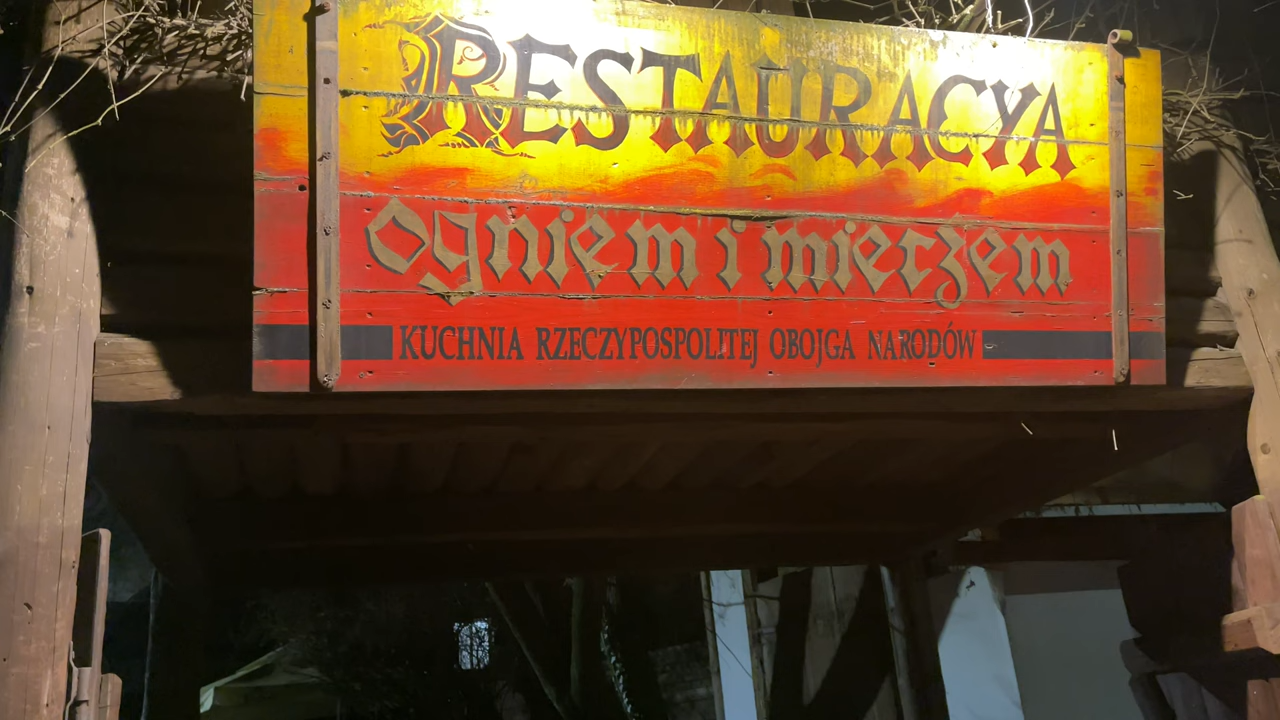 RESTAURACYA
ogniem i mieczem
KUCHNIA RZECZYPOSPOLITEJ OBOJGA NARODÓW